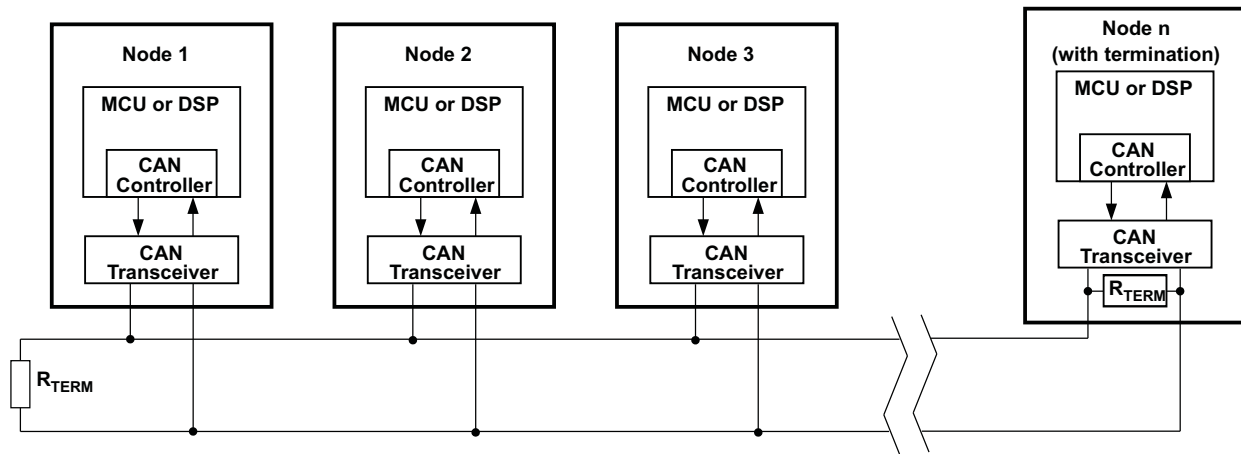 Node 1
MCU or DSP
CAN
Controller
CAN
Transceiver
Node 2
MCU or DSP
CAN
Controller
CAN
Transceiver
Node 3
MCU or DSP
CAN
Controller
CAN
Transceiver
Node n
(with termination)
MCU or DSP
CAN
Controller
CAN
Transceiver
RTERM
RTERM